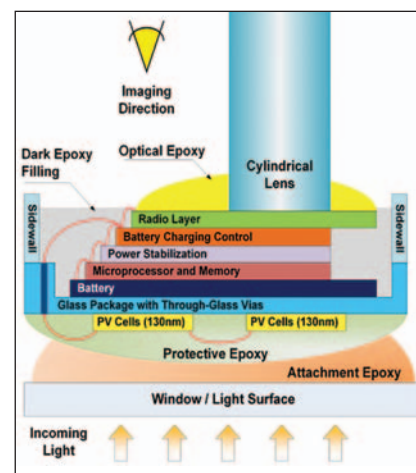 Imaging
Direction
Dark Epoxy
Filling
Optical Epoxy
Cylindrical
Lens
Sidewall
Sidewall
Radio Layer
Battery Charging Control
Power Stabilization
Microprocessor and Memory
Battery
Glass Package with Through-Glass Vias
PV Cells (130nm)
PV Cells (130nm)
Protective Epoxy
Attachment Epoxy
Window / Light Surface
Incoming
Light